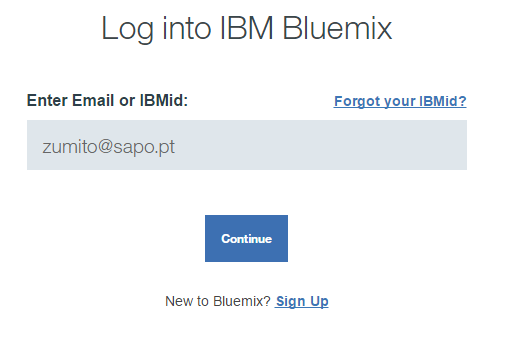 Log into IBM Bluemix
Enter Email or IBMid: Forgot your IBMid?
zumito@sapo.pt
Continue
New to Bluemix? Sign Up